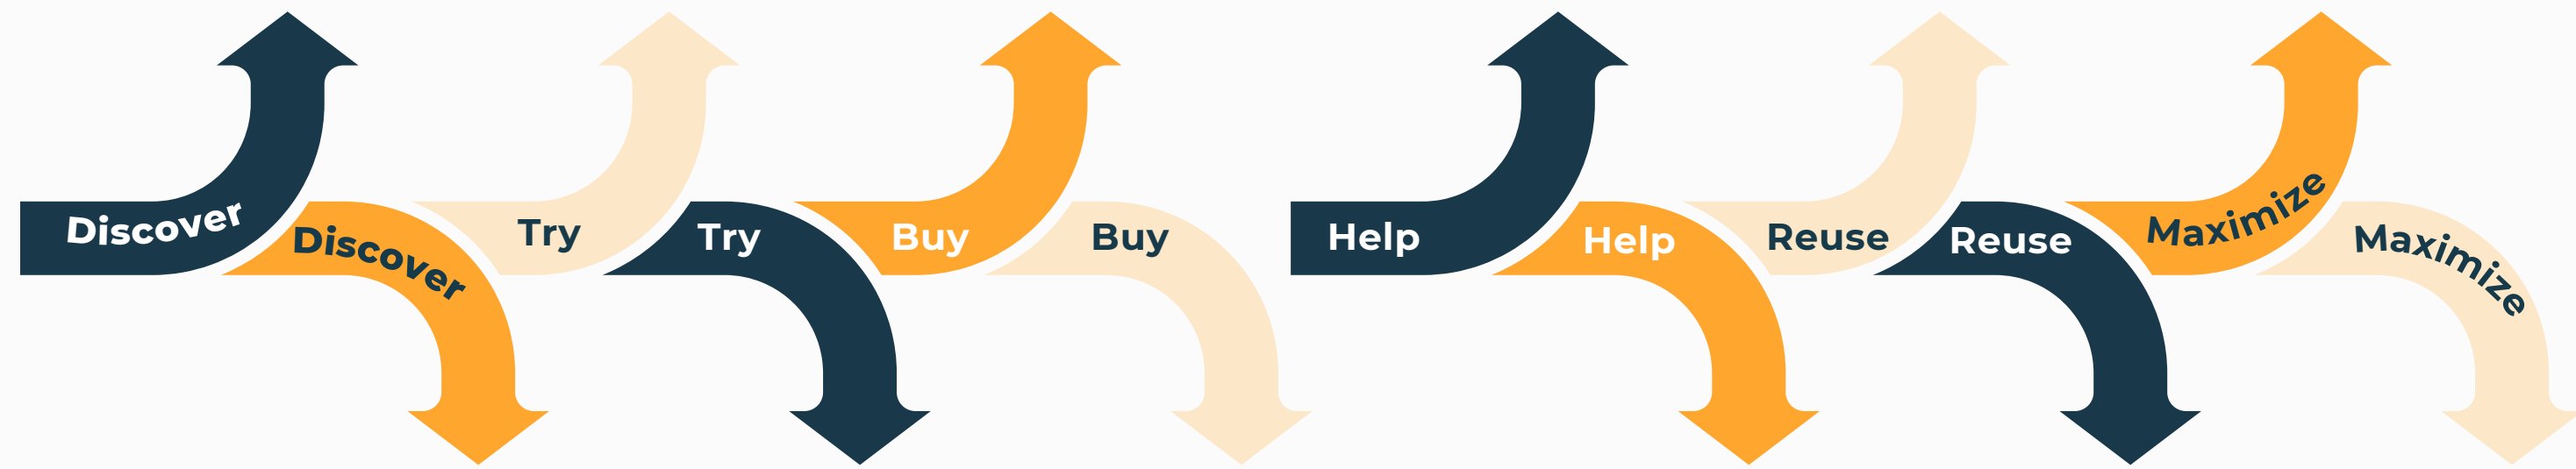 Discover
Discover
Try
Try
Buy
Buy
Help
Help
Reuse
Reuse
Maximize
Maximize